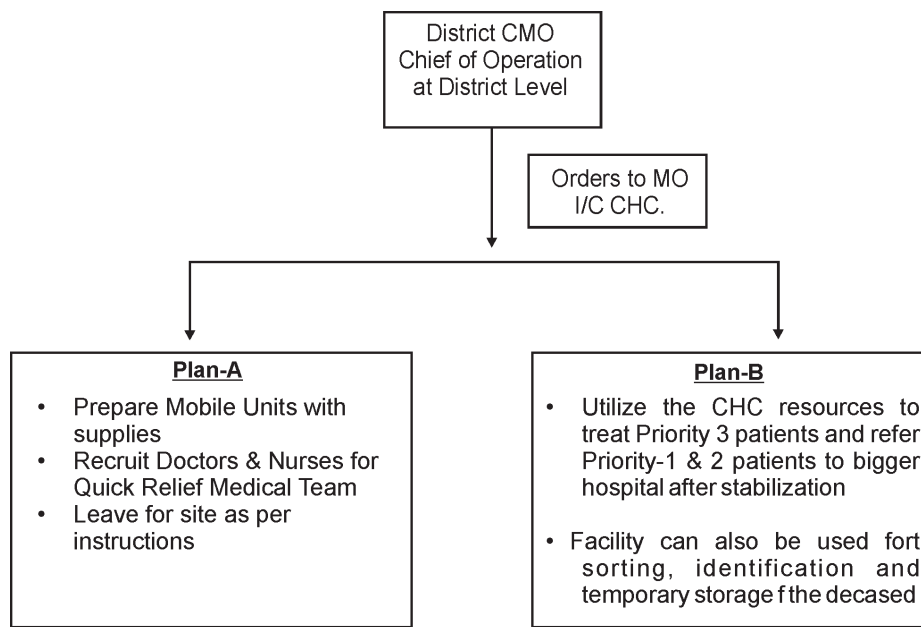 District CMO
Chief of Operation
at District Level
Orders to MO
I/C CHC.
Plan-A
• Prepare Mobile Units with
supplies
• Recruit Doctors & Nurses for
Quick Relief Medical Team
• Leave for site as per
instructions
Plan-B
• Utilize the CHC resources to
treat Priority 3 patients and refer
Priority-1 & 2 patients to bigger
hospital after stabilization
• Facility can also be used fort
sorting, identification and
temporary storage f the decased